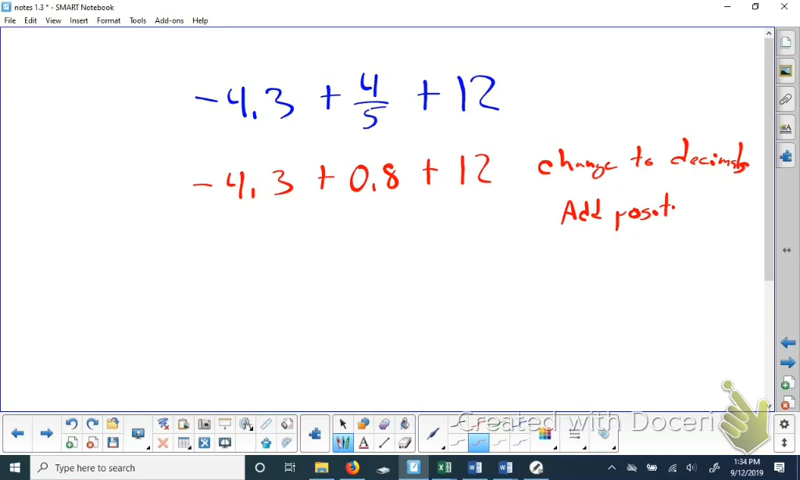 notes 1.3 * - SMART Notebook
File Edit View Insert Format Tools Add-ons Help
-4.3 + 4/5 + 12
-4.3 + 0.8 + 12 change to decimals
Add posit
Created with Doceri
Type here to search
1:34 PM
9/12/2019